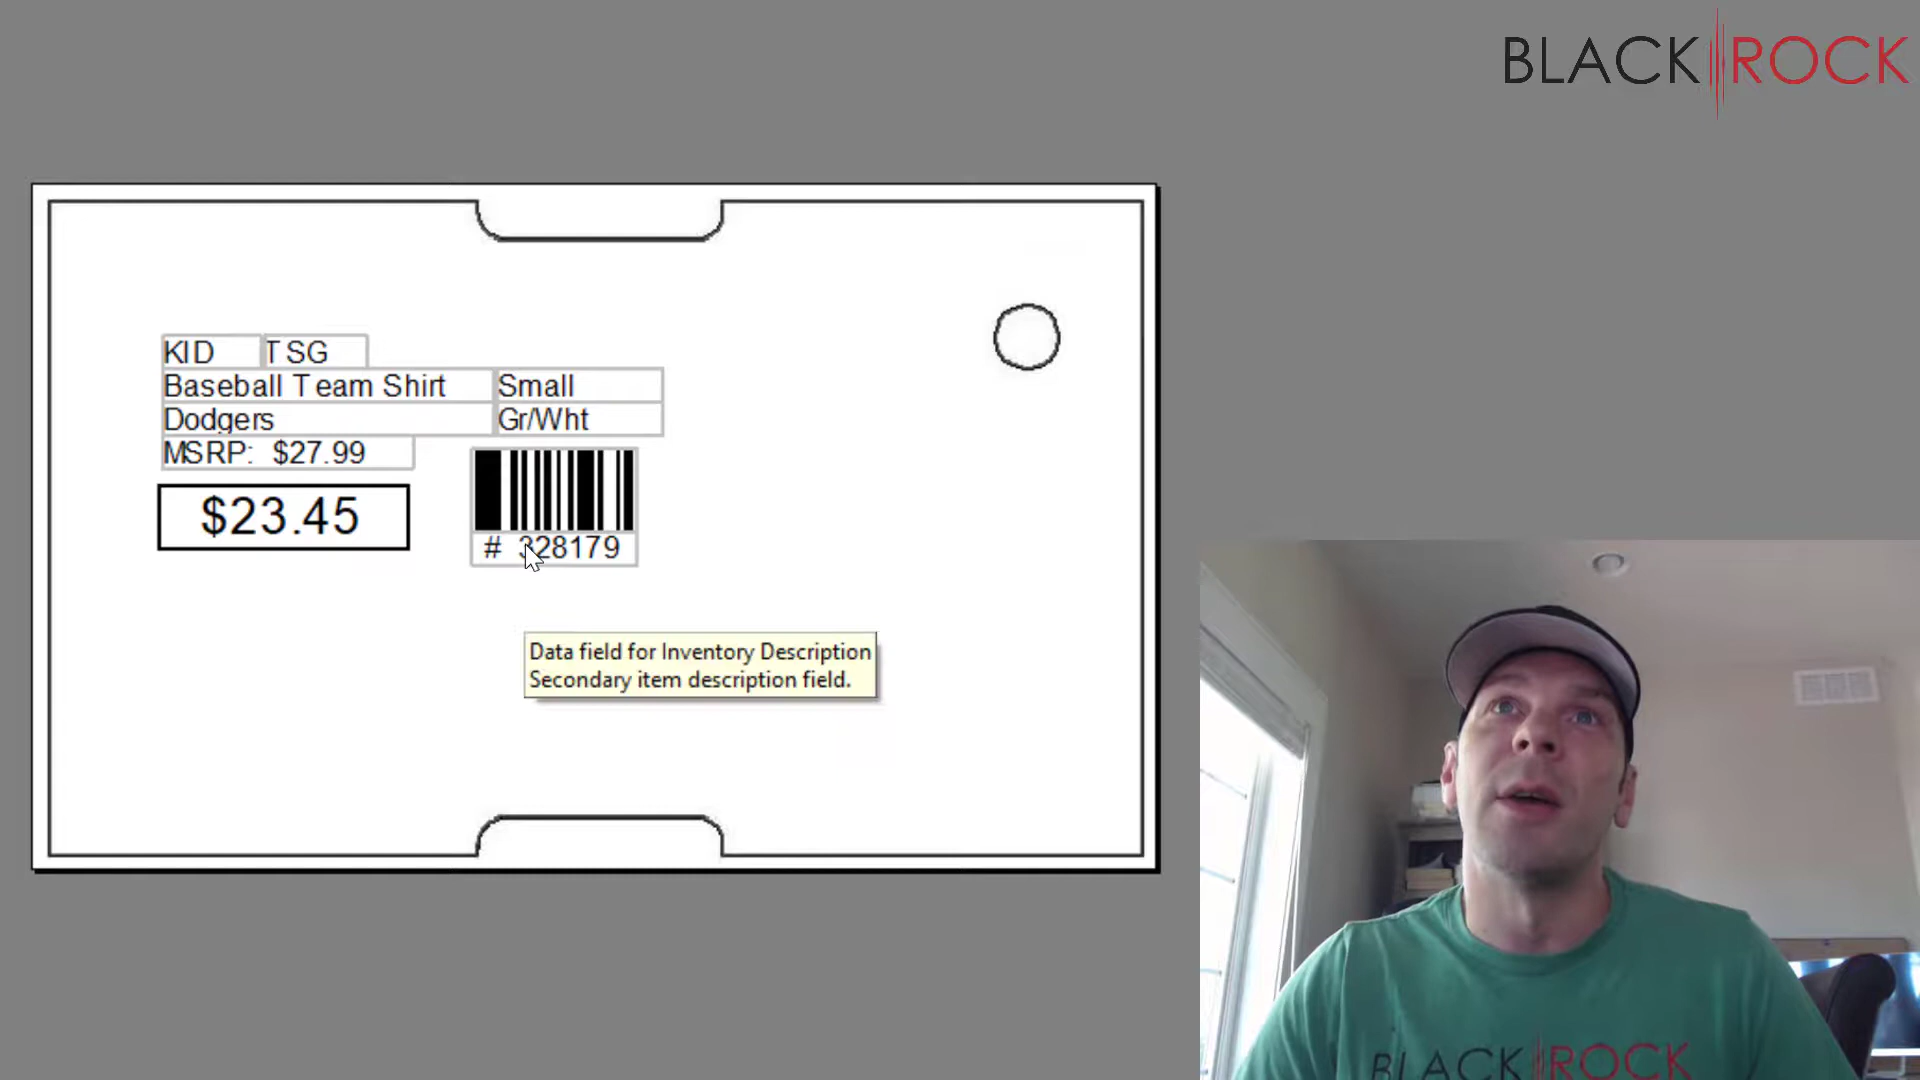 BLACK ROCK
KID TSG
Baseball Team Shirt Small
Dodgers Gr/Wht
MSRP: $27.99
$23.45
# 328179
Data field for Inventory Description
Secondary item description field.
BLACK ROCK